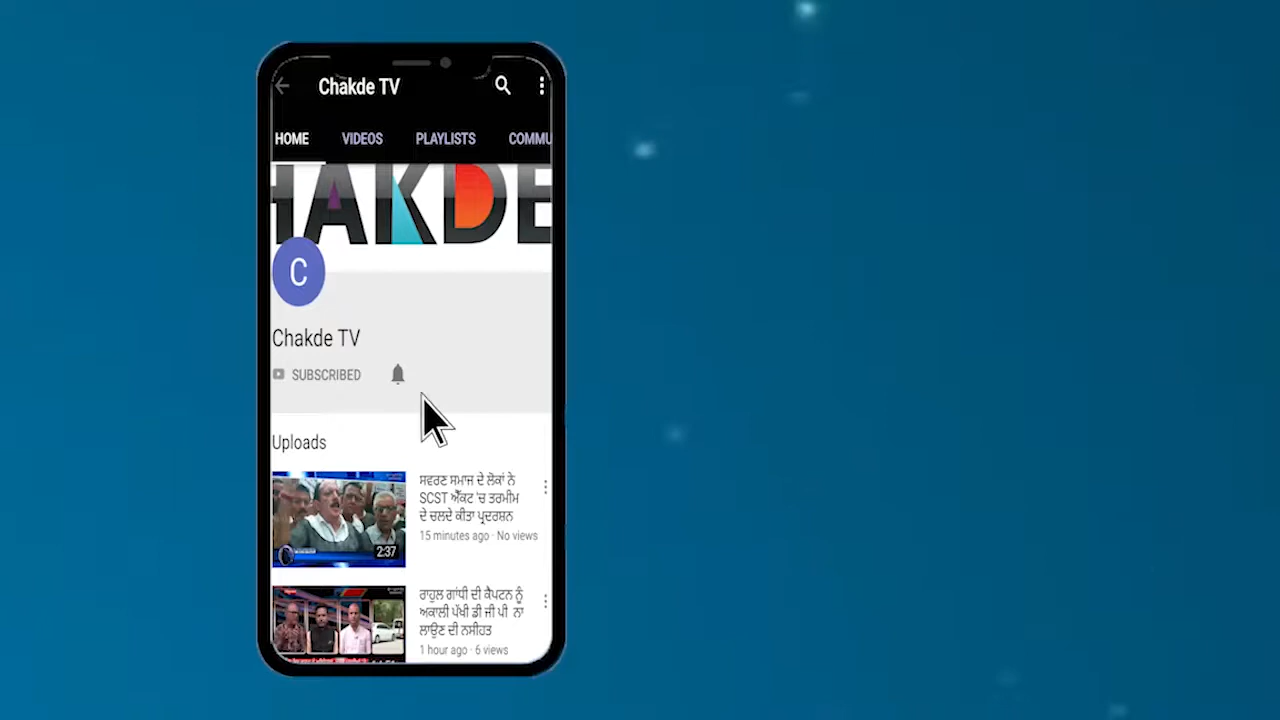 Chakde TV
HOME VIDEOS PLAYLISTS COMMU
HAKDE
C
Chakde TV
SUBSCRIBED
Uploads
ਸਵਰਣ ਸਮਾਜ ਦੇ ਲੋਕਾਂ ਨੇ
SCST ਐੱਕਟ 'ਚ ਤਰਮੀਮ
ਦੇ ਚਲਦੇ ਕੀਤਾ ਪ੍ਰਦਰਸ਼ਨ
15 minutes ago · No views
2:37
ਰਾਹੁਲ ਗਾਂਧੀ ਦੀ ਕੈਪਟਨ ਨੂੰ
ਅਕਾਲੀ ਪੱਖੀ ਡੀ ਜੀ ਪੀ ਨਾ
ਲਾਉਣ ਦੀ ਨਸੀਹਤ
1 hour ago · 6 views